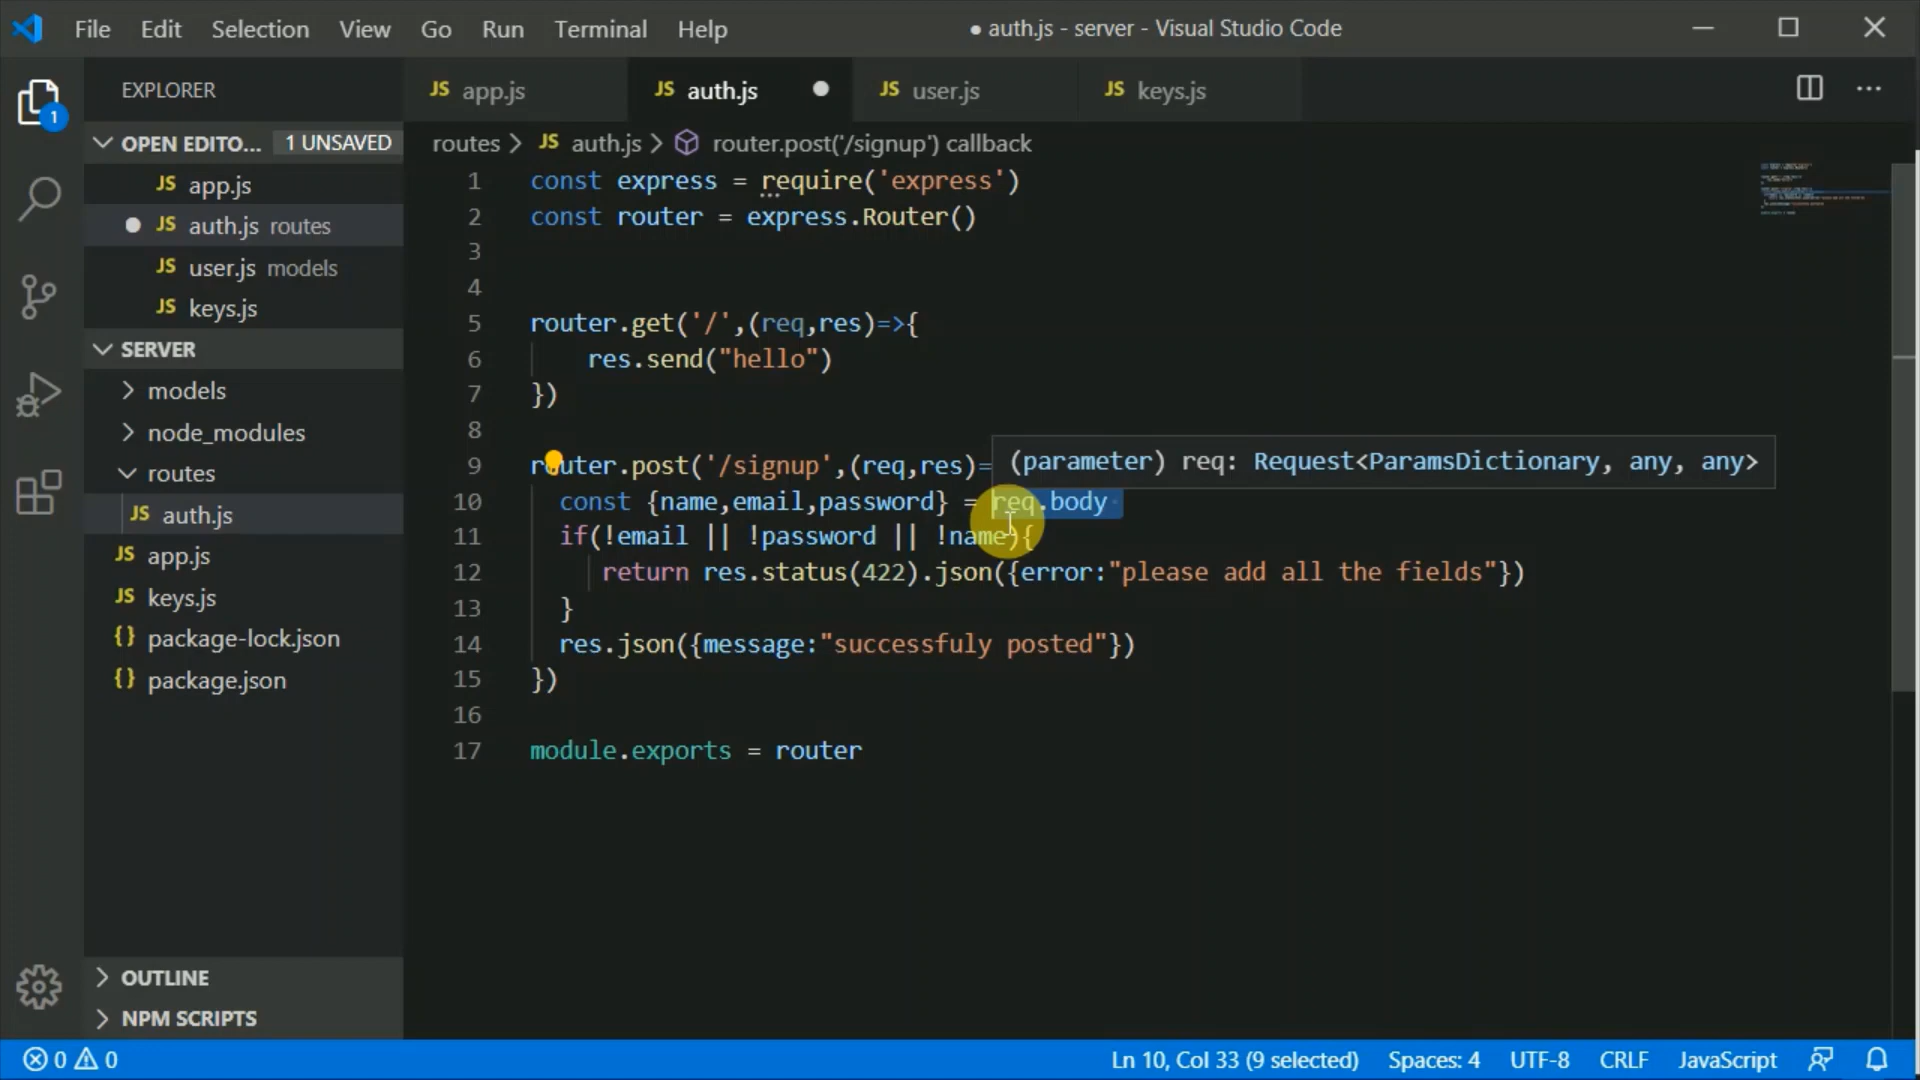 File Edit Selection View Go Run Terminal Help ● auth.js - server - Visual Studio Code
EXPLORER
1
OPEN EDITO... 1 UNSAVED
JS app.js
JS auth.js routes
JS user.js models
JS keys.js
SERVER
models
node_modules
routes
JS auth.js
JS app.js
JS keys.js
{} package-lock.json
{} package.json
OUTLINE
NPM SCRIPTS
JS app.js JS auth.js JS user.js JS keys.js
routes > JS auth.js > router.post('/signup') callback
1 const express = require('express')
2 const router = express.Router()
3
4
5 router.get('/',(req,res)=>{
6 res.send("hello")
7 })
8
(parameter) req: Request<ParamsDictionary, any, any>
9 router.post('/signup',(req,res)=
10 const {name,email,password} = req.body
11 if(!email || !password || !name){
12 return res.status(422).json({error:"please add all the fields"})
13 }
14 res.json({message:"successfuly posted"})
15 })
16
17 module.exports = router
0 0 Ln 10, Col 33 (9 selected) Spaces: 4 UTF-8 CRLF JavaScript